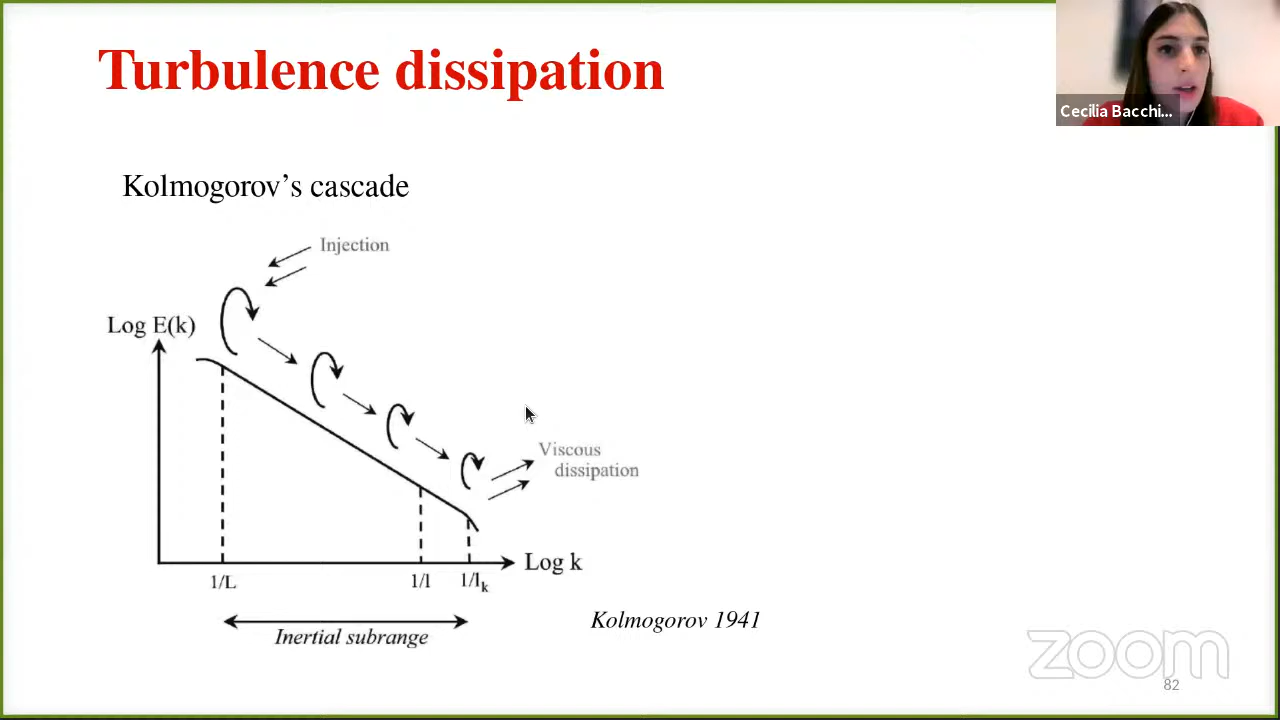 Turbulence dissipation
Cecilia Bacchi...
Kolmogorov’s cascade
Injection
Log E(k)
Viscous
dissipation
Log k
1/L
1/l
1/lk
Inertial subrange
Kolmogorov 1941
zoom
82